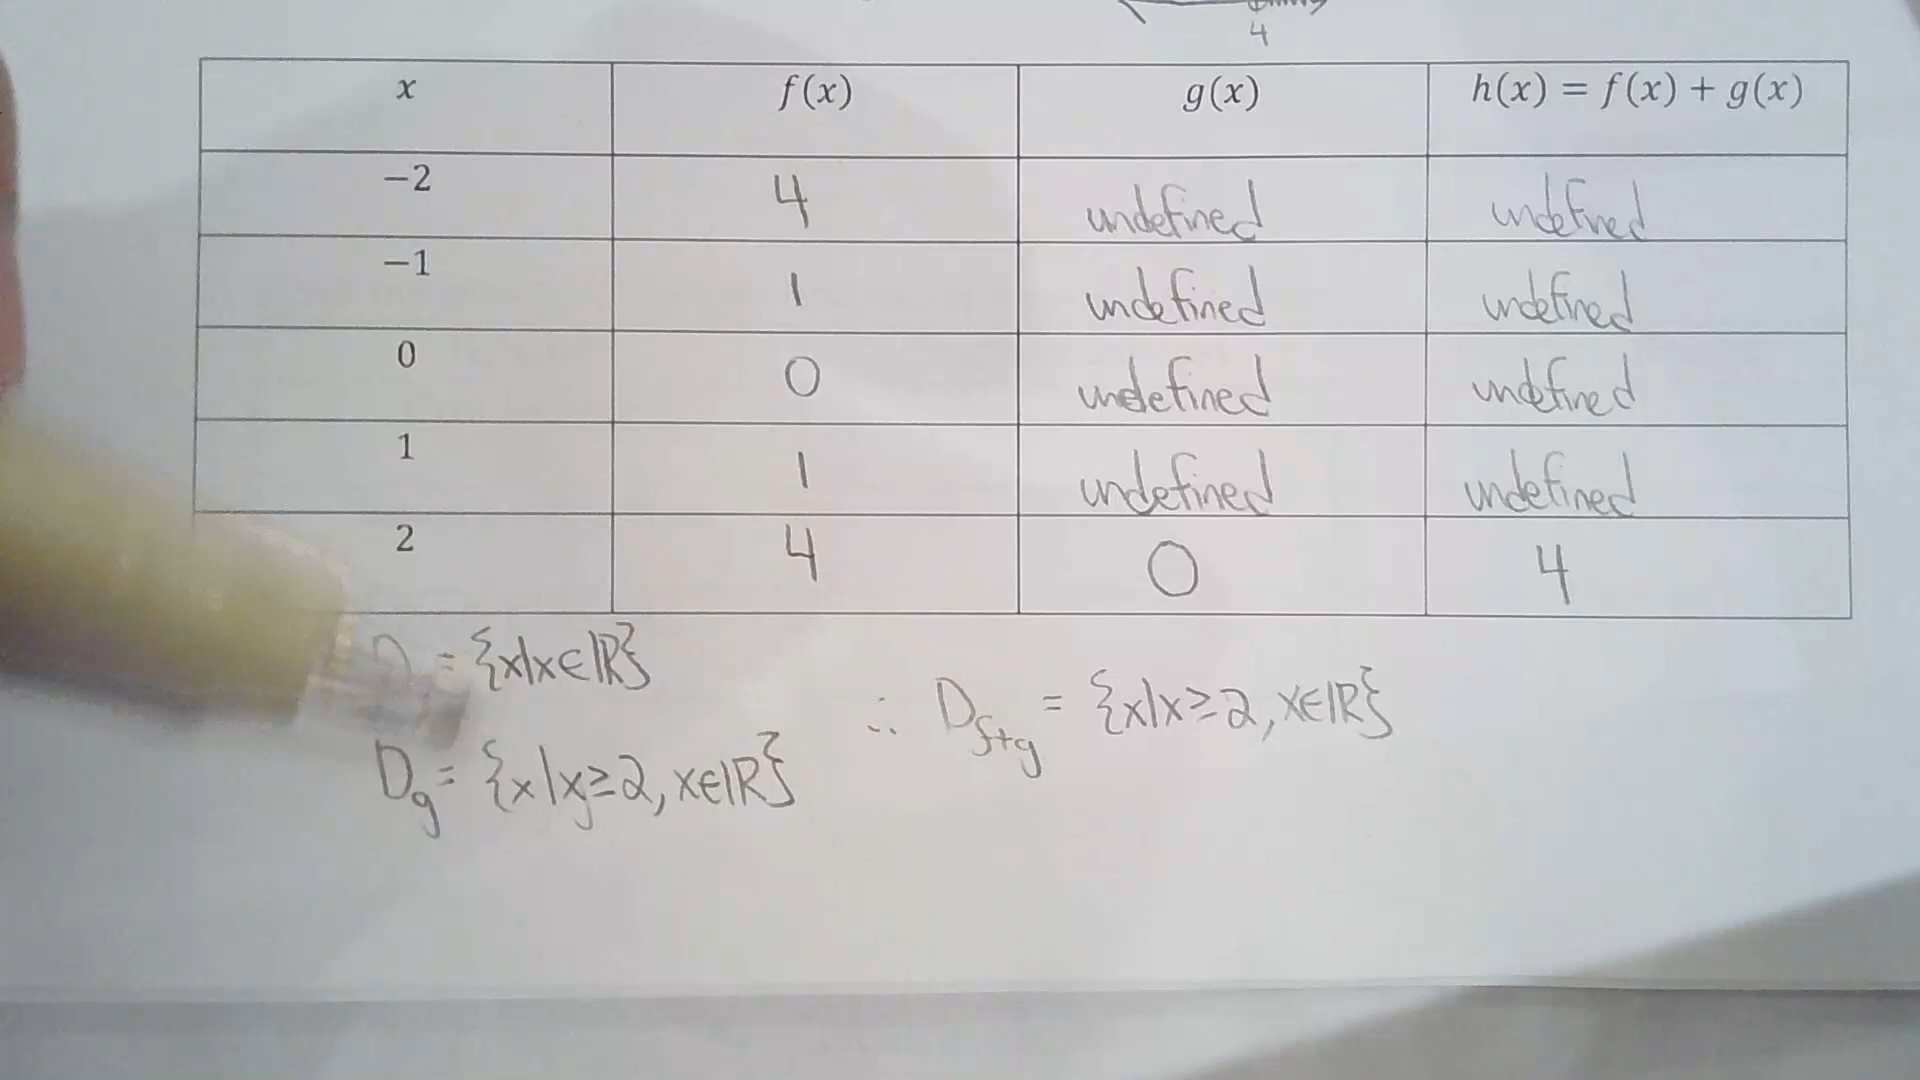 4
x f(x) g(x) h(x) = f(x) + g(x)
−2 4 undefined undefined
−1 1 undefined undefined
0 0 undefined undefined
1 1 undefined undefined
2 4 0 4
= {x|x∈ℝ}
∴ D_f+g = {x|x≥2, x∈ℝ}
D_g = {x|x≥2, x∈ℝ}